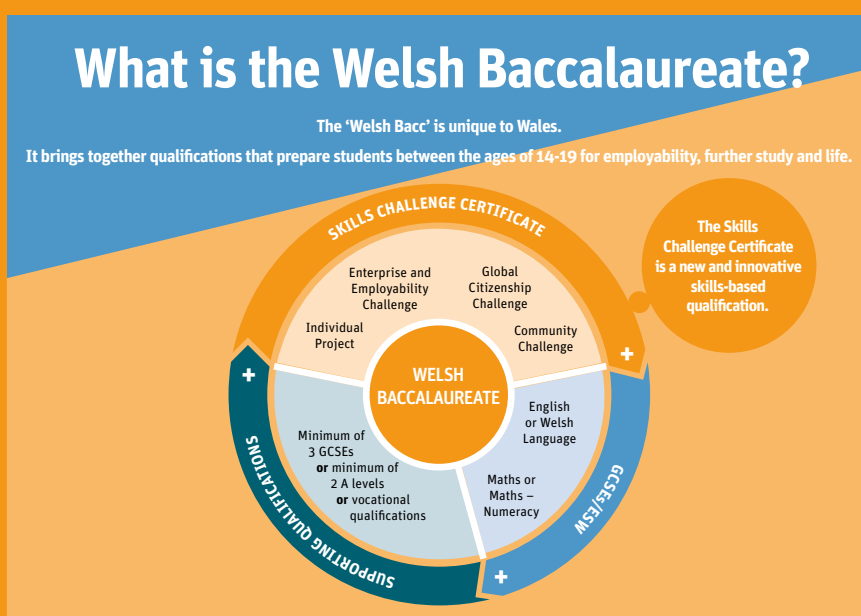 What is the Welsh Baccalaureate?
The ‘Welsh Bacc’ is unique to Wales.
It brings together qualifications that prepare students between the ages of 14-19 for employability, further study and life.
SKILLS CHALLENGE CERTIFICATE
The Skills
Challenge Certificate
is a new and innovative
skills-based
qualification.
Enterprise and
Employability
Challenge
Global
Citizenship
Challenge
Individual
Project
Community
Challenge
+
+
WELSH
BACCALAUREATE
English
or Welsh
Language
Minimum of
3 GCSEs
or minimum of
2 A levels
or vocational
qualifications
Maths or
Maths –
Numeracy
GCSEs/ESW
SUPPORTING QUALIFICATIONS
+